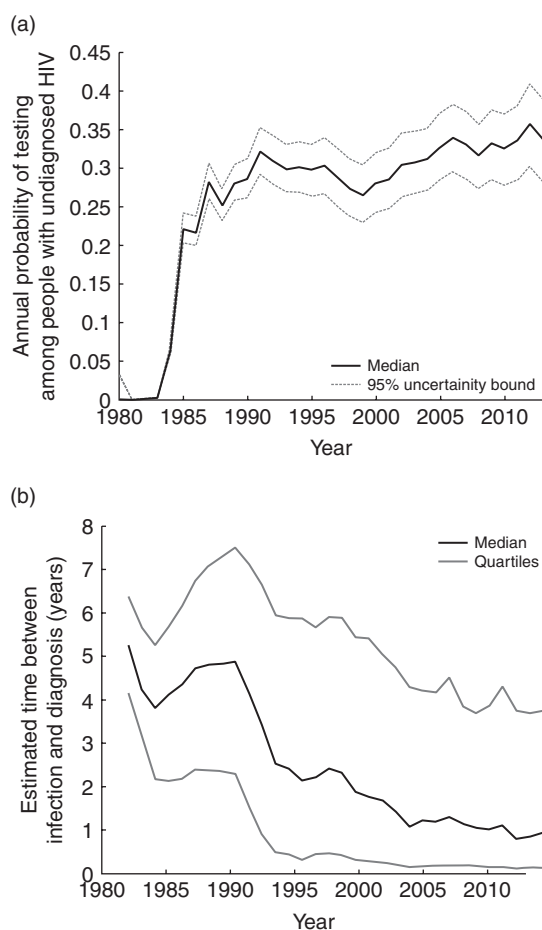 (a)
Annual probability of testing
among people with undiagnosed HIV
0.45
0.4
0.35
0.3
0.25
0.2
0.15
0.1
0.05
0
1980 1985 1990 1995 2000 2005 2010
Year
Median
95% uncertainity bound
(b)
Estimated time between
infection and diagnosis (years)
8
7
6
5
4
3
2
1
0
1980 1985 1990 1995 2000 2005 2010
Year
Median
Quartiles